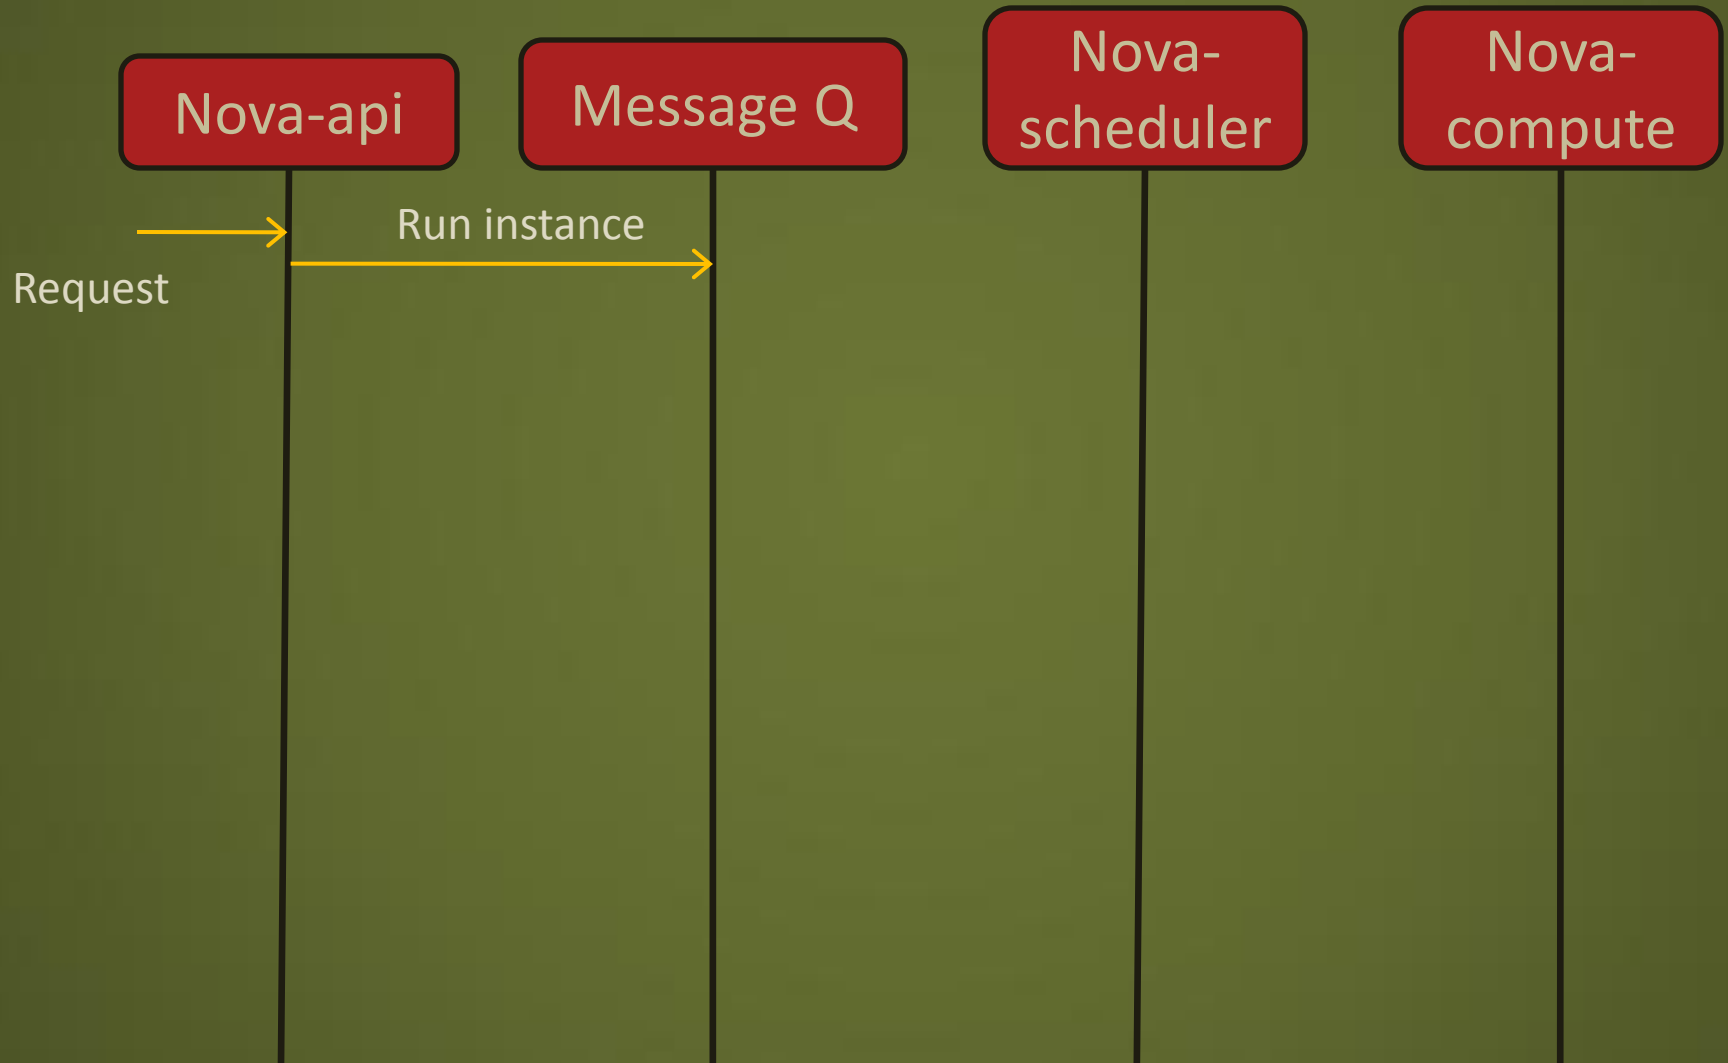 Nova-api
Message Q
Nova-
scheduler
Nova-
compute
Run instance
Request